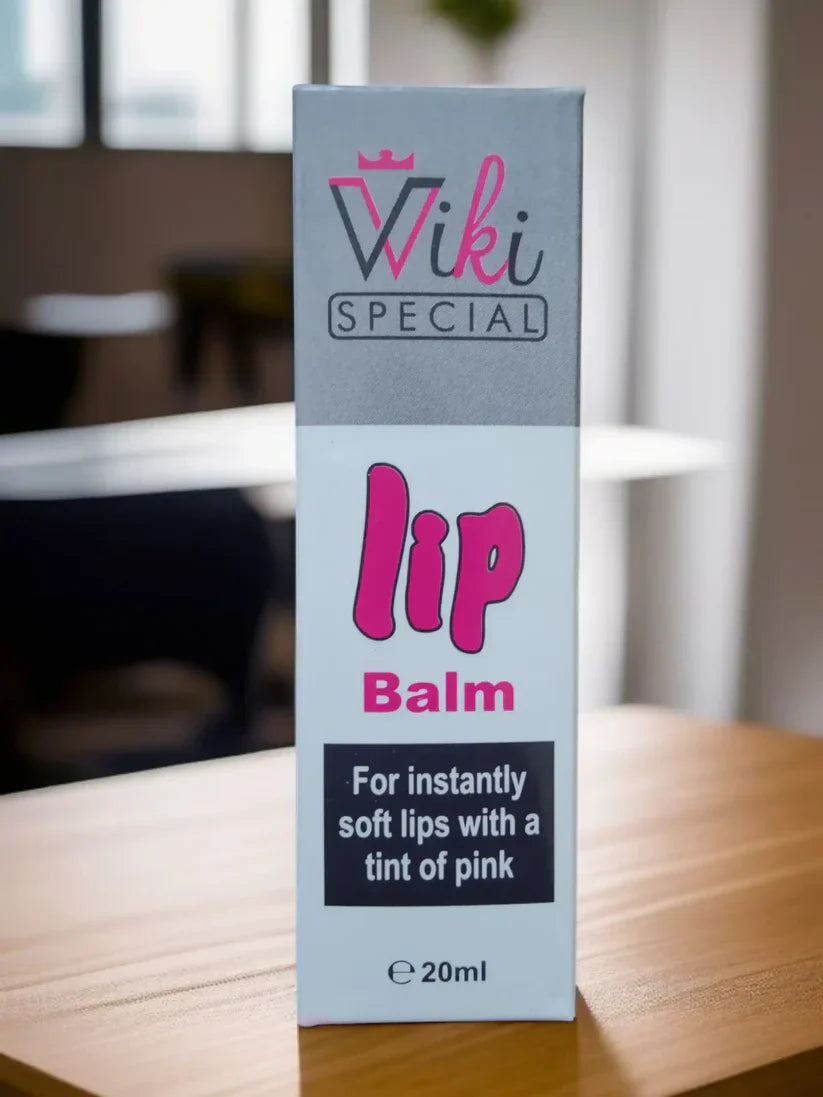 Wiki
SPECIAL
lip
Balm
For instantly
soft lips with a
tint of pink
℮ 20ml